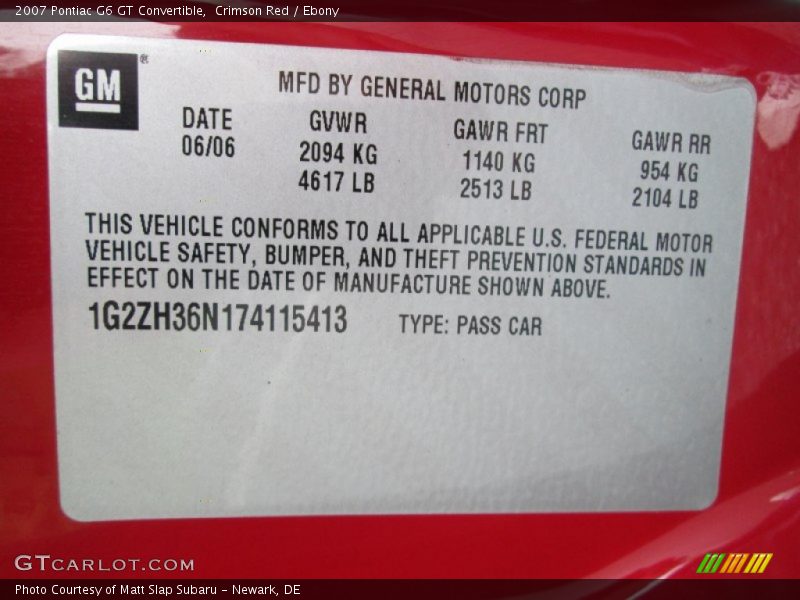 2007 Pontiac G6 GT Convertible,  Crimson Red / Ebony
GM ®
MFD BY GENERAL MOTORS CORP
DATE GVWR GAWR FRT GAWR RR
06/06 2094 KG 1140 KG 954 KG
4617 LB 2513 LB 2104 LB
THIS VEHICLE CONFORMS TO ALL APPLICABLE U.S. FEDERAL MOTOR
VEHICLE SAFETY, BUMPER, AND THEFT PREVENTION STANDARDS IN
EFFECT ON THE DATE OF MANUFACTURE SHOWN ABOVE.
1G2ZH36N174115413 TYPE: PASS CAR
GTCARLOT.COM
Photo Courtesy of Matt Slap Subaru - Newark, DE